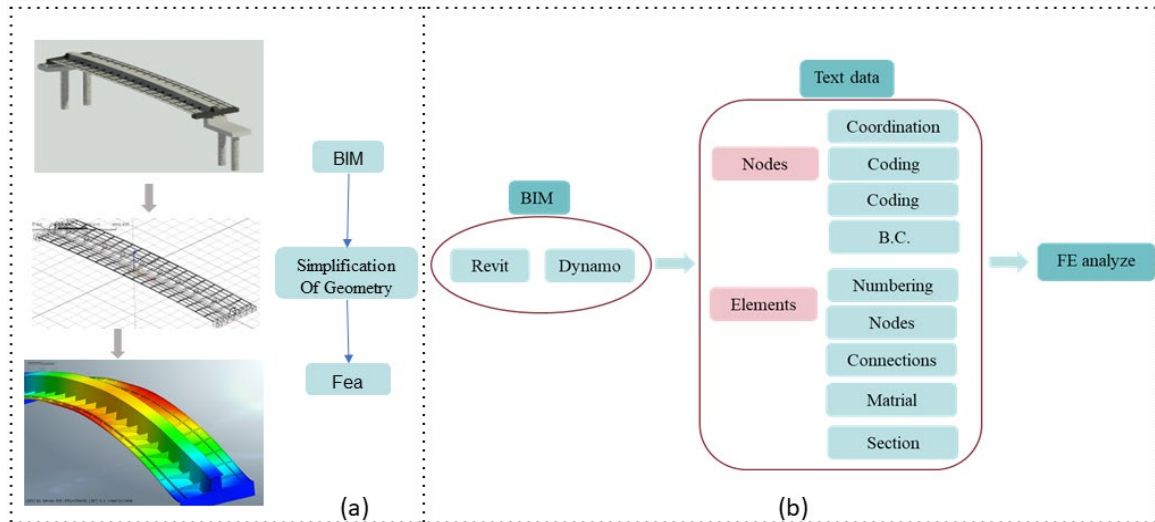 BIM
Simplification
Of Geometry
Fea
(a)
Text data
Nodes
Coordination
Coding
Coding
B.C.
BIM
Revit
Dynamo
Elements
Numbering
Nodes
Connections
Matrial
Section
FE analyze
(b)